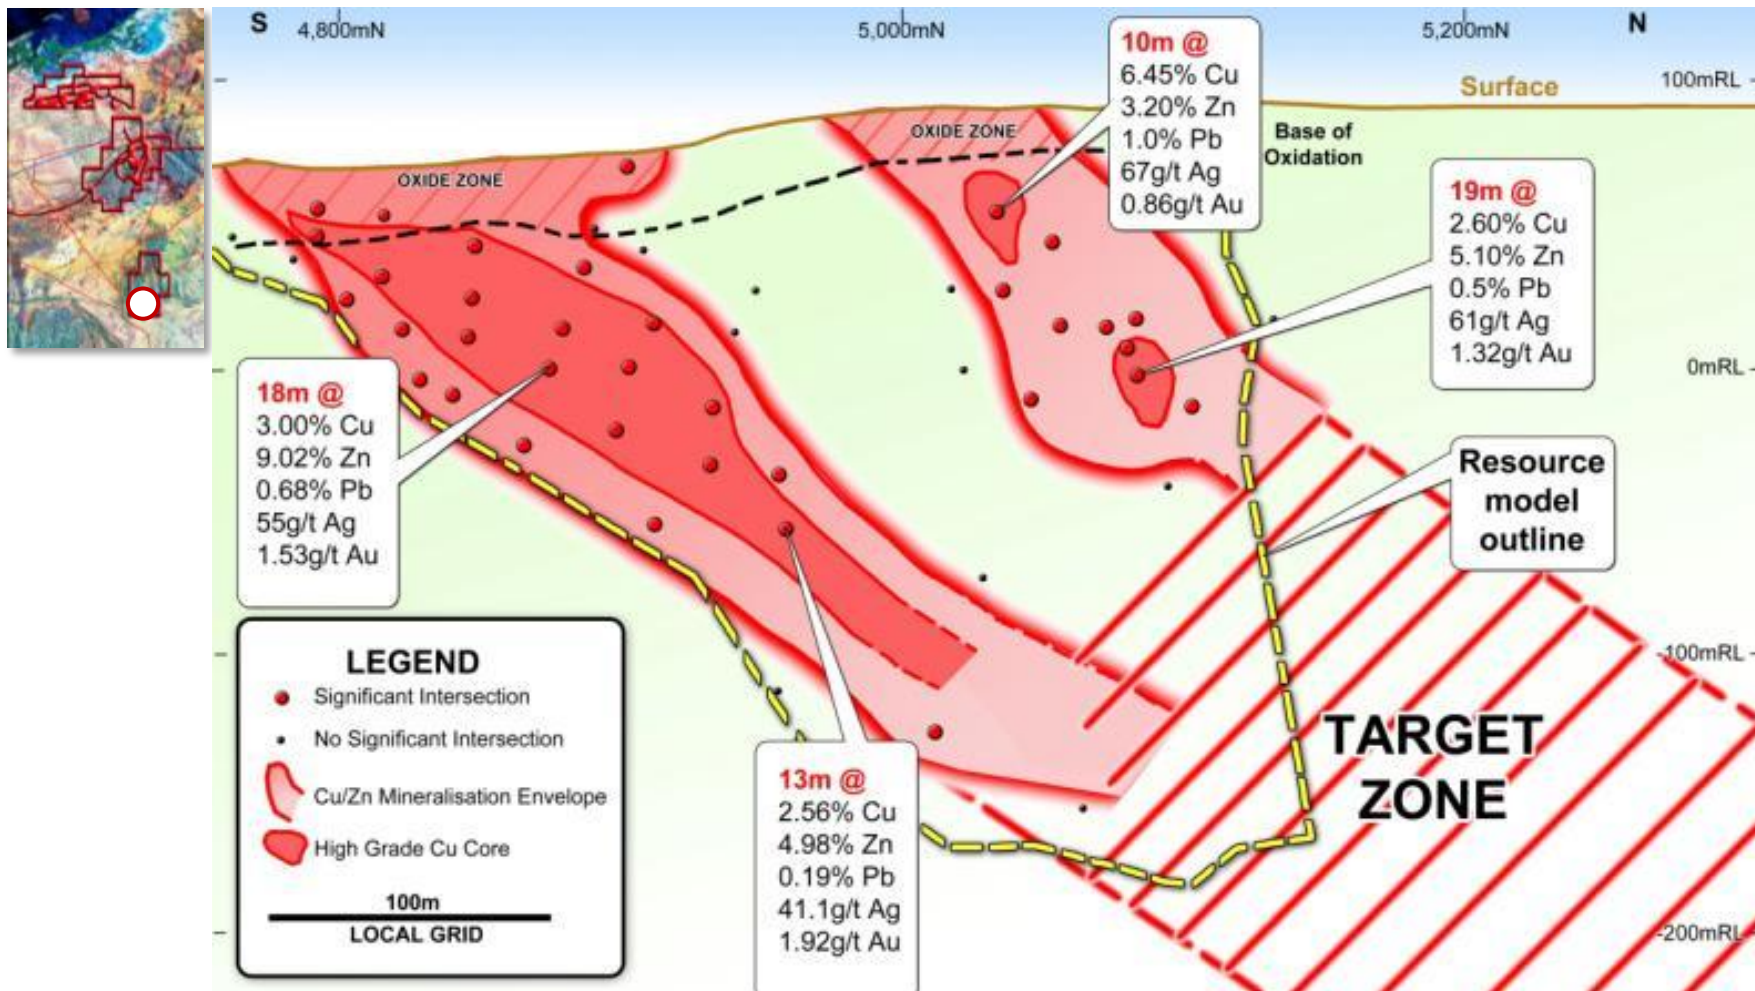 S
4,800mN
5,000mN
5,200mN
N
100mRL
Surface
10m @
6.45% Cu
3.20% Zn
1.0% Pb
67g/t Ag
0.86g/t Au
OXIDE ZONE
Base of
Oxidation
OXIDE ZONE
19m @
2.60% Cu
5.10% Zn
0.5% Pb
61g/t Ag
1.32g/t Au
0mRL
18m @
3.00% Cu
9.02% Zn
0.68% Pb
55g/t Ag
1.53g/t Au
Resource
model
outline
-100mRL
TARGET
ZONE
13m @
2.56% Cu
4.98% Zn
0.19% Pb
41.1g/t Ag
1.92g/t Au
-200mRL
LEGEND
Significant Intersection
No Significant Intersection
Cu/Zn Mineralisation Envelope
High Grade Cu Core
100m
LOCAL GRID